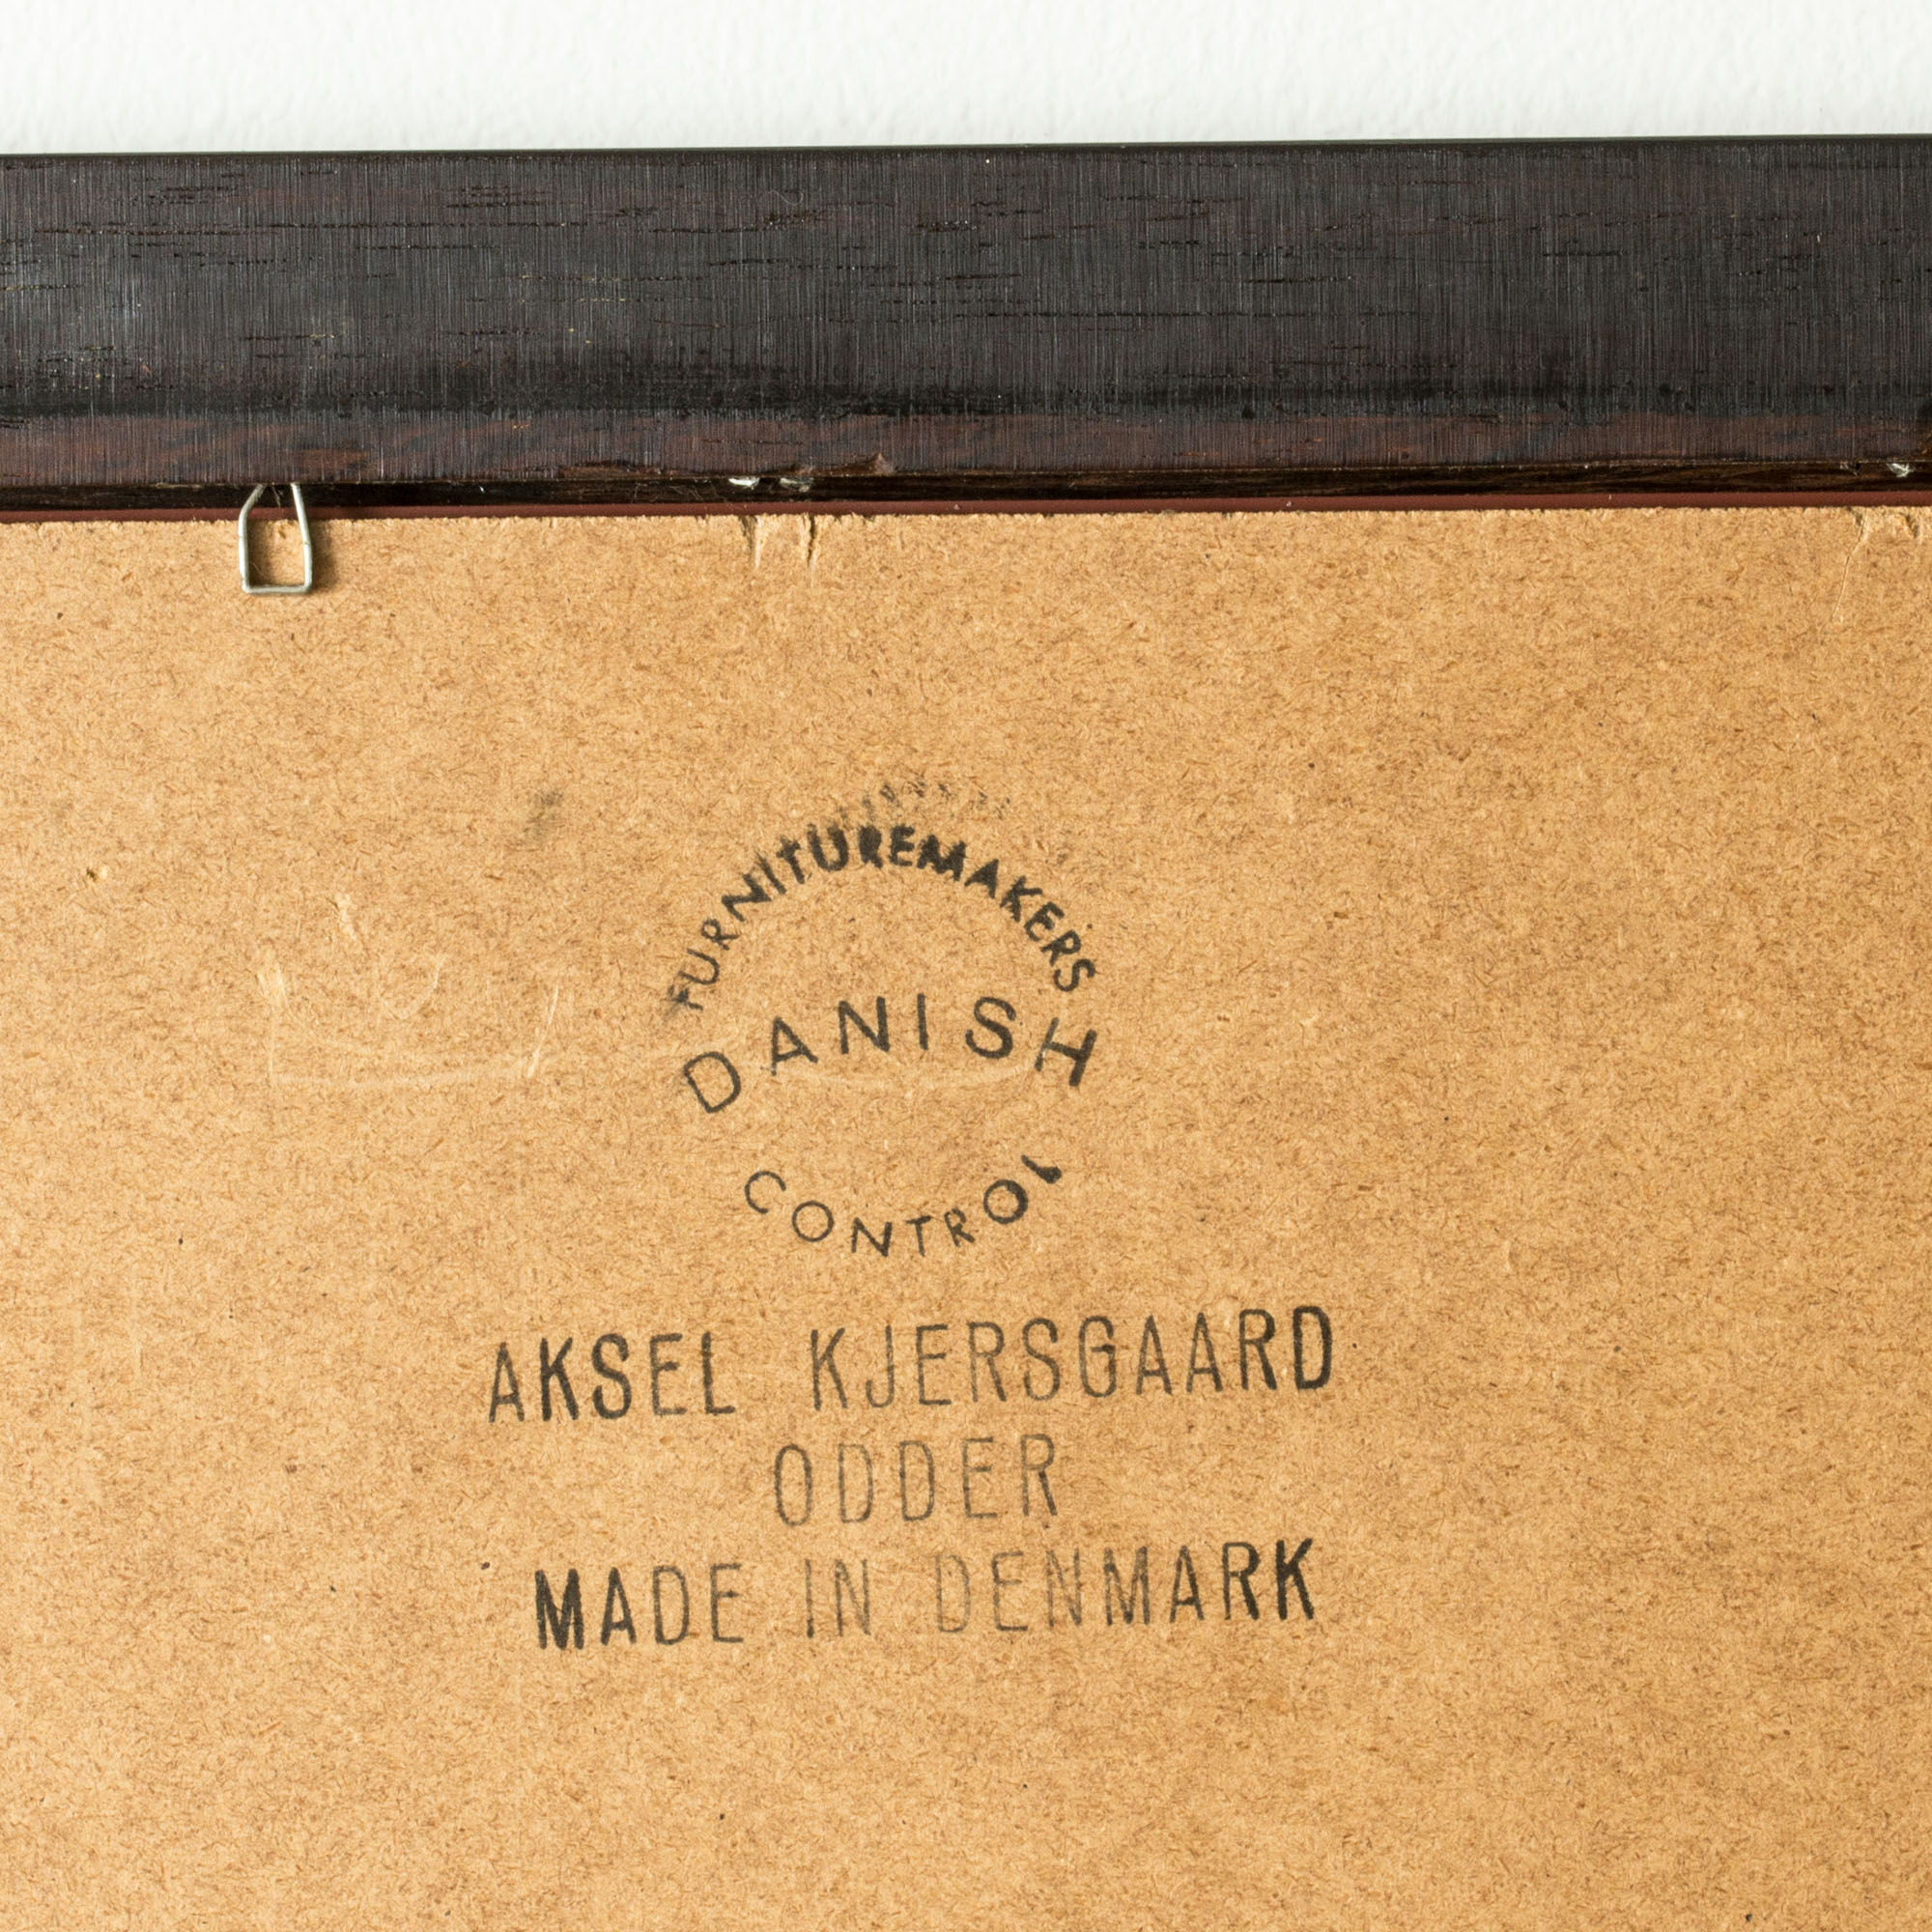 FURNITUREMAKERS
DANISH
CONTROL
AKSEL KJERSGAARD
ODDER
MADE IN DENMARK